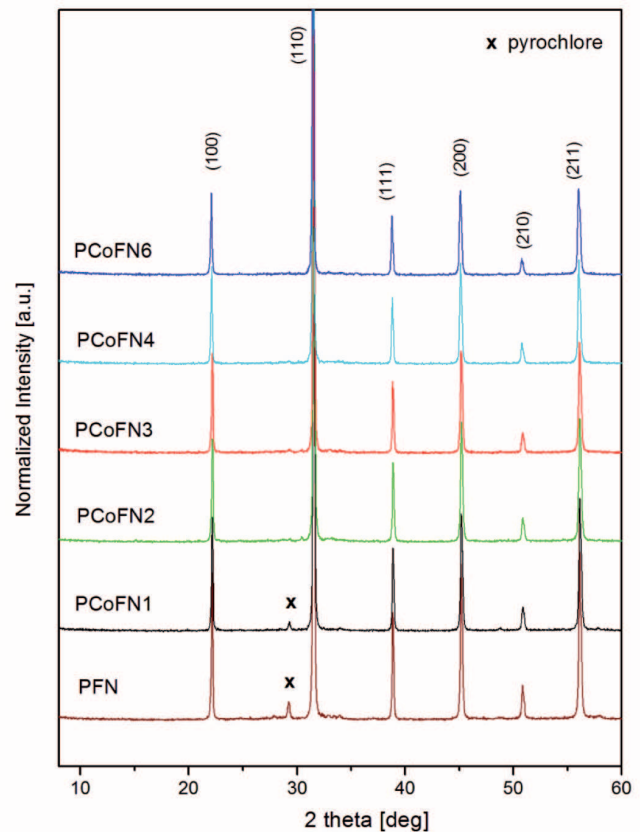 x pyrochlore
(100)
(110)
(111)
(200)
(210)
(211)
PCoFN6
PCoFN4
PCoFN3
PCoFN2
PCoFN1
x
PFN
x
Normalized Intensity [a.u.]
10 20 30 40 50 60
2 theta [deg]